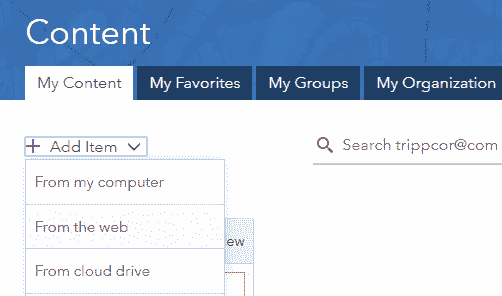 Content
My Content My Favorites My Groups My Organization
+ Add Item Search trippcor@com
From my computer
From the web
ew
From cloud drive